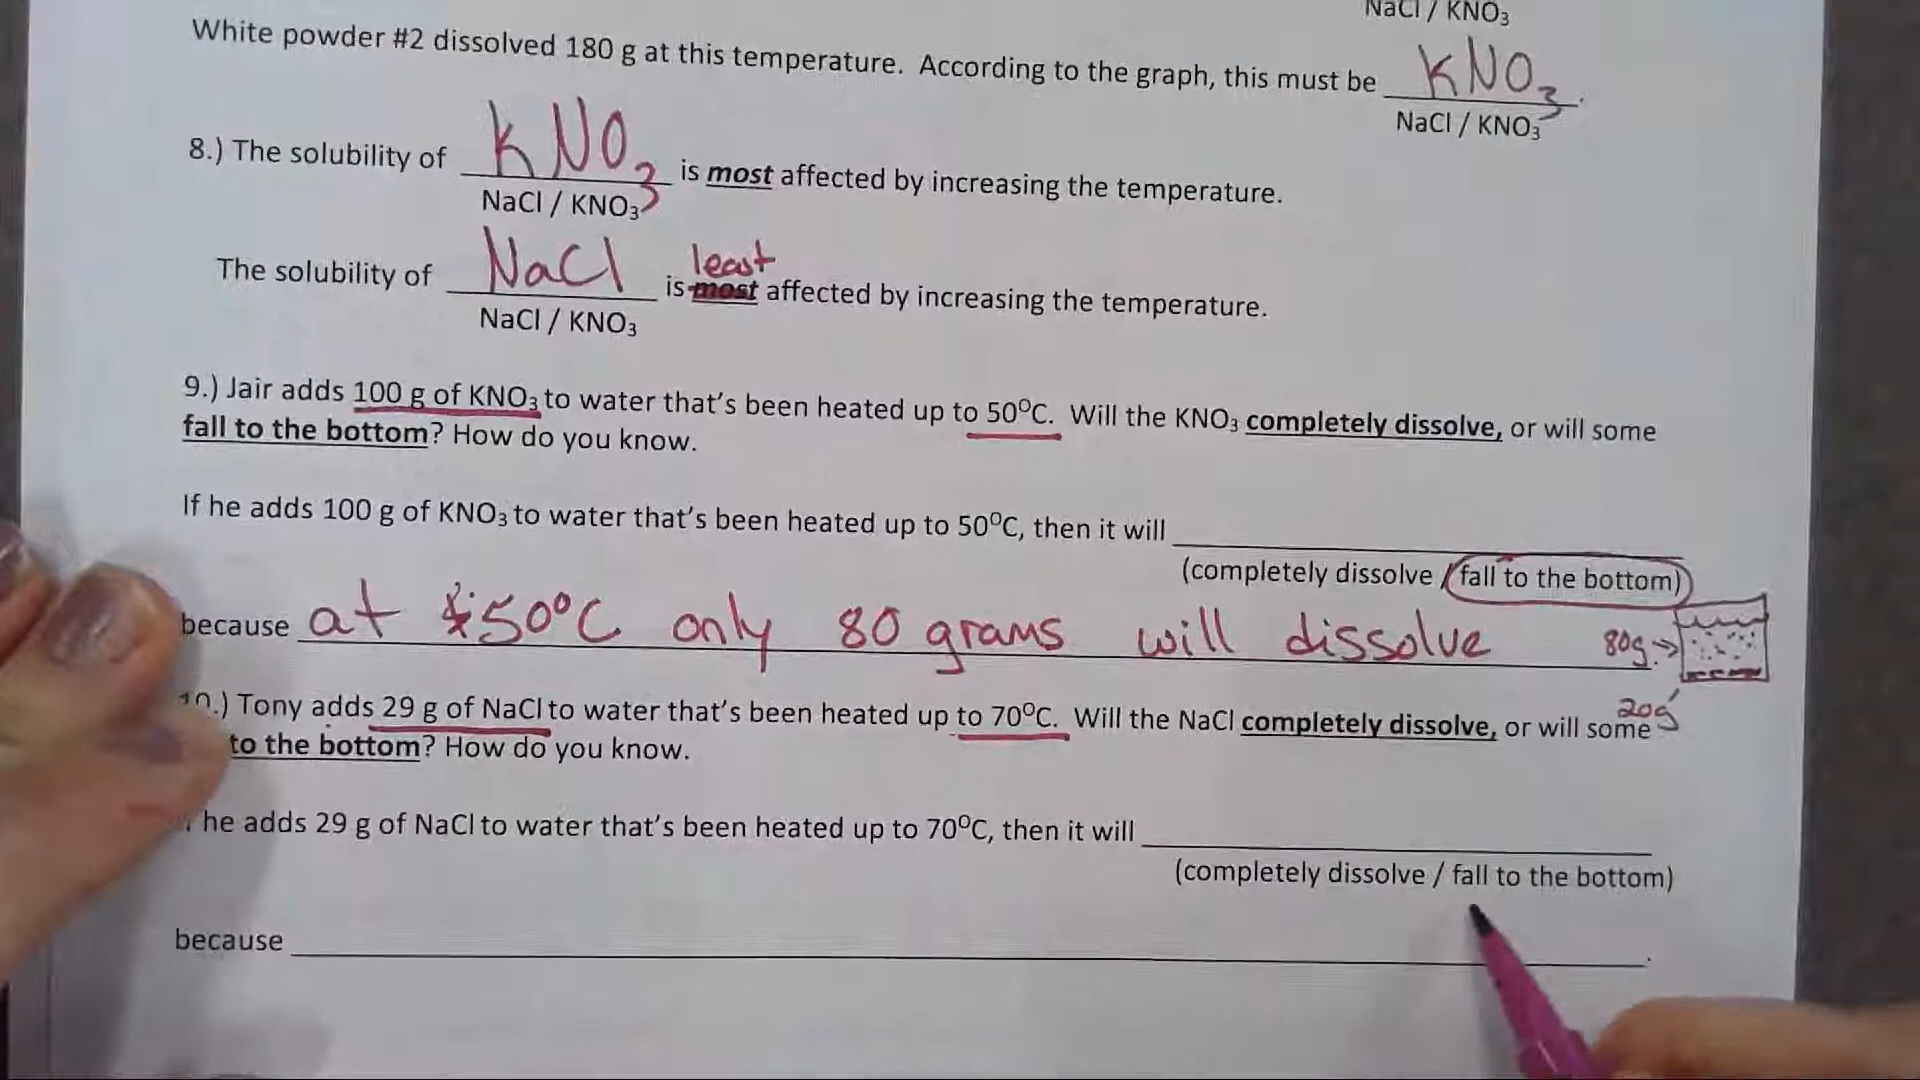 NaCl / KNO₃
White powder #2 dissolved 180 g at this temperature. According to the graph, this must be KNO₃.
NaCl / KNO₃
8.) The solubility of KNO₃ is most affected by increasing the temperature.
NaCl / KNO₃
least
The solubility of NaCl is most affected by increasing the temperature.
NaCl / KNO₃
9.) Jair adds 100 g of KNO₃ to water that's been heated up to 50⁰C. Will the KNO₃ completely dissolve, or will some
fall to the bottom? How do you know.
If he adds 100 g of KNO₃ to water that's been heated up to 50⁰C, then it will
(completely dissolve / fall to the bottom)
because at 50⁰C only 80 grams will dissolve 80g
20g
10.) Tony adds 29 g of NaCl to water that's been heated up to 70⁰C. Will the NaCl completely dissolve, or will some
to the bottom? How do you know.
he adds 29 g of NaCl to water that's been heated up to 70⁰C, then it will
(completely dissolve / fall to the bottom)
because .